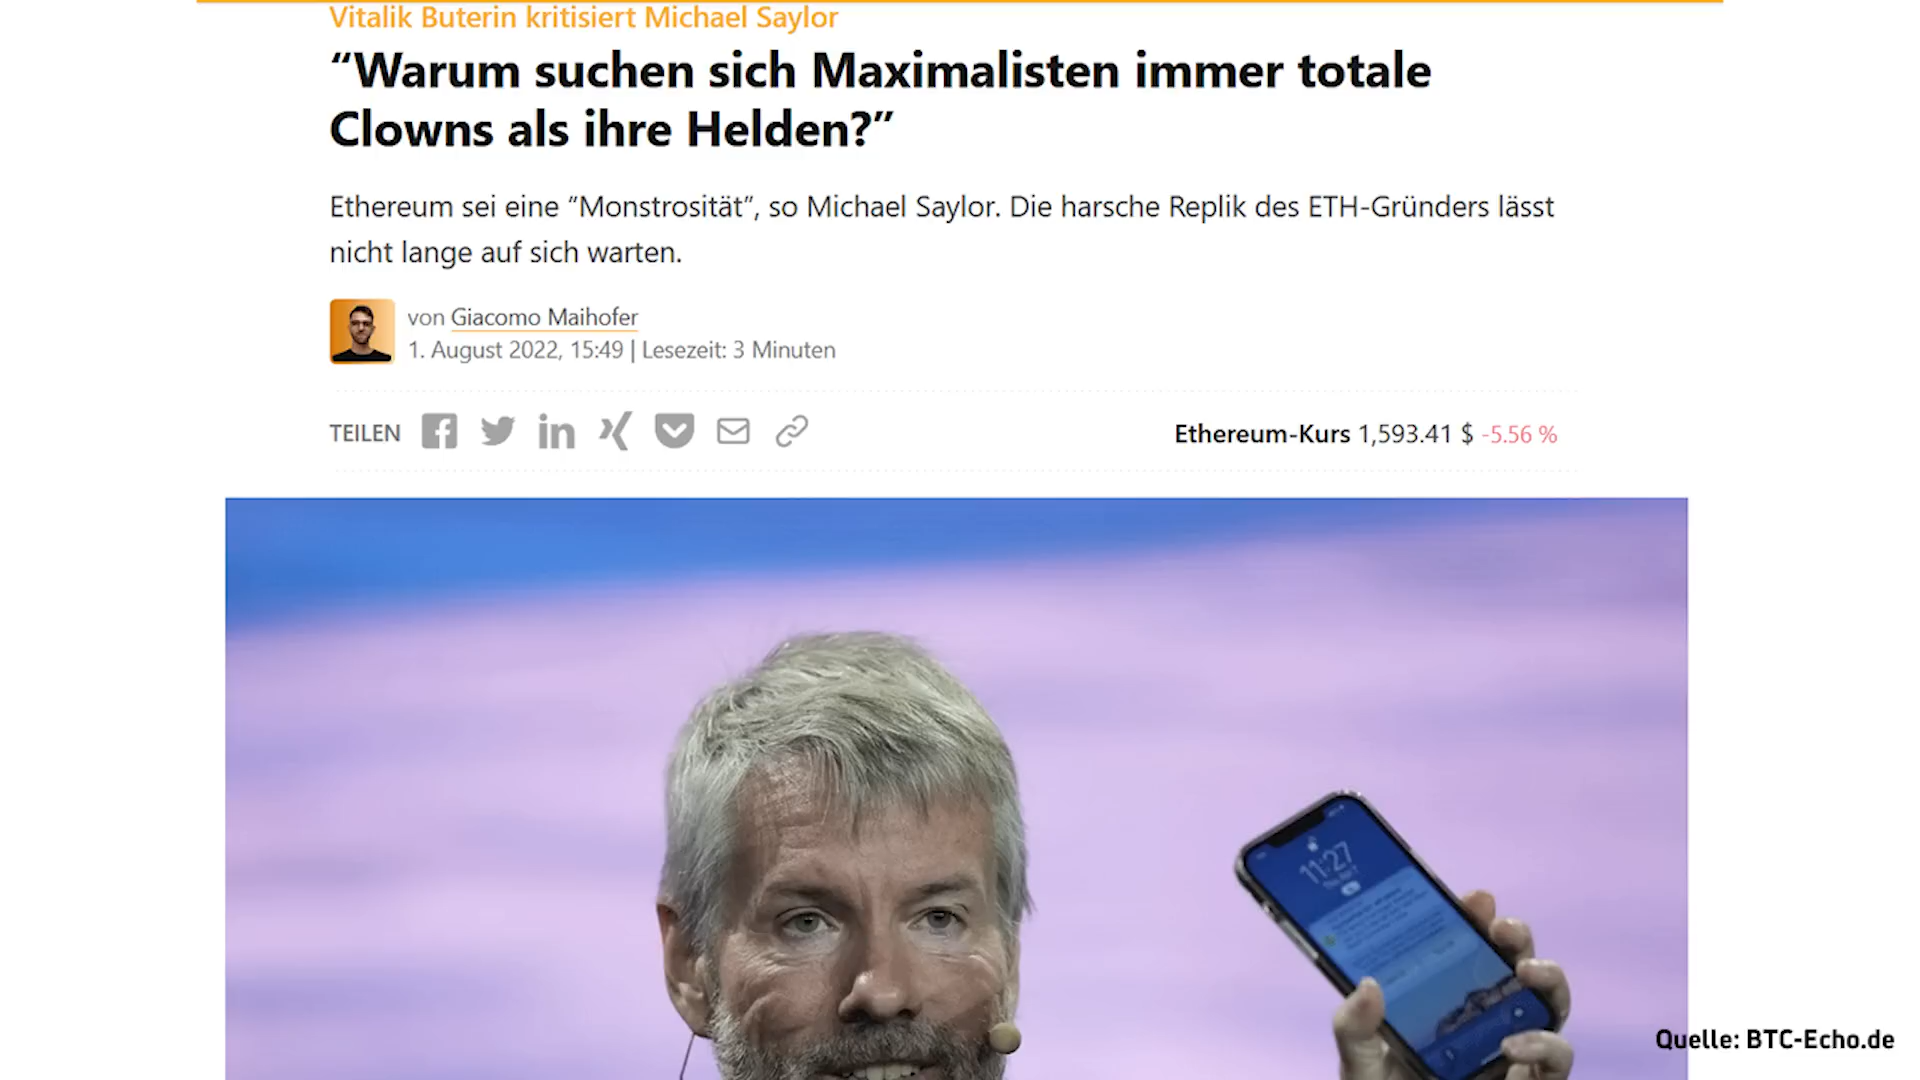 Vitalik Buterin kritisiert Michael Saylor
“Warum suchen sich Maximalisten immer totale
Clowns als ihre Helden?”
Ethereum sei eine “Monstrosität”, so Michael Saylor. Die harsche Replik des ETH-Gründers lässt
nicht lange auf sich warten.
von Giacomo Maihofer
1. August 2022, 15:49 | Lesezeit: 3 Minuten
TEILEN
Ethereum-Kurs 1,593.41 $ -5.56 %
11:27
Quelle: BTC-Echo.de